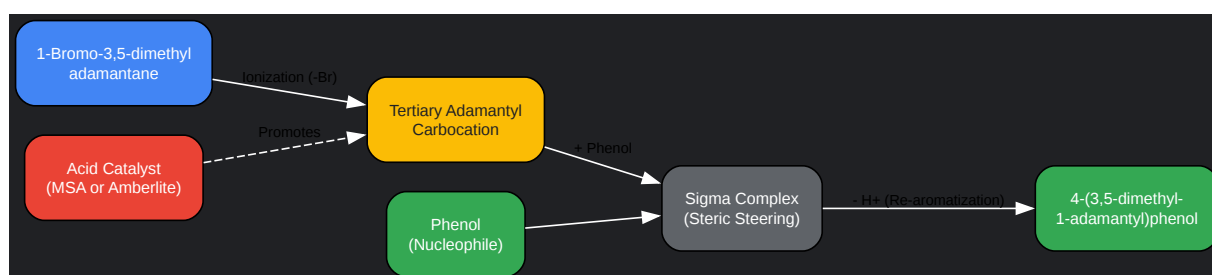 1-Bromo-3,5-dimethyl
adamantane
Ionization (-Br)
Acid Catalyst
(MSA or Amberlite)
Promotes
Tertiary Adamantyl
Carbocation
+ Phenol
Phenol
(Nucleophile)
Sigma Complex
(Steric Steering)
- H+ (Re-aromatization)
4-(3,5-dimethyl-
1-adamantyl)phenol